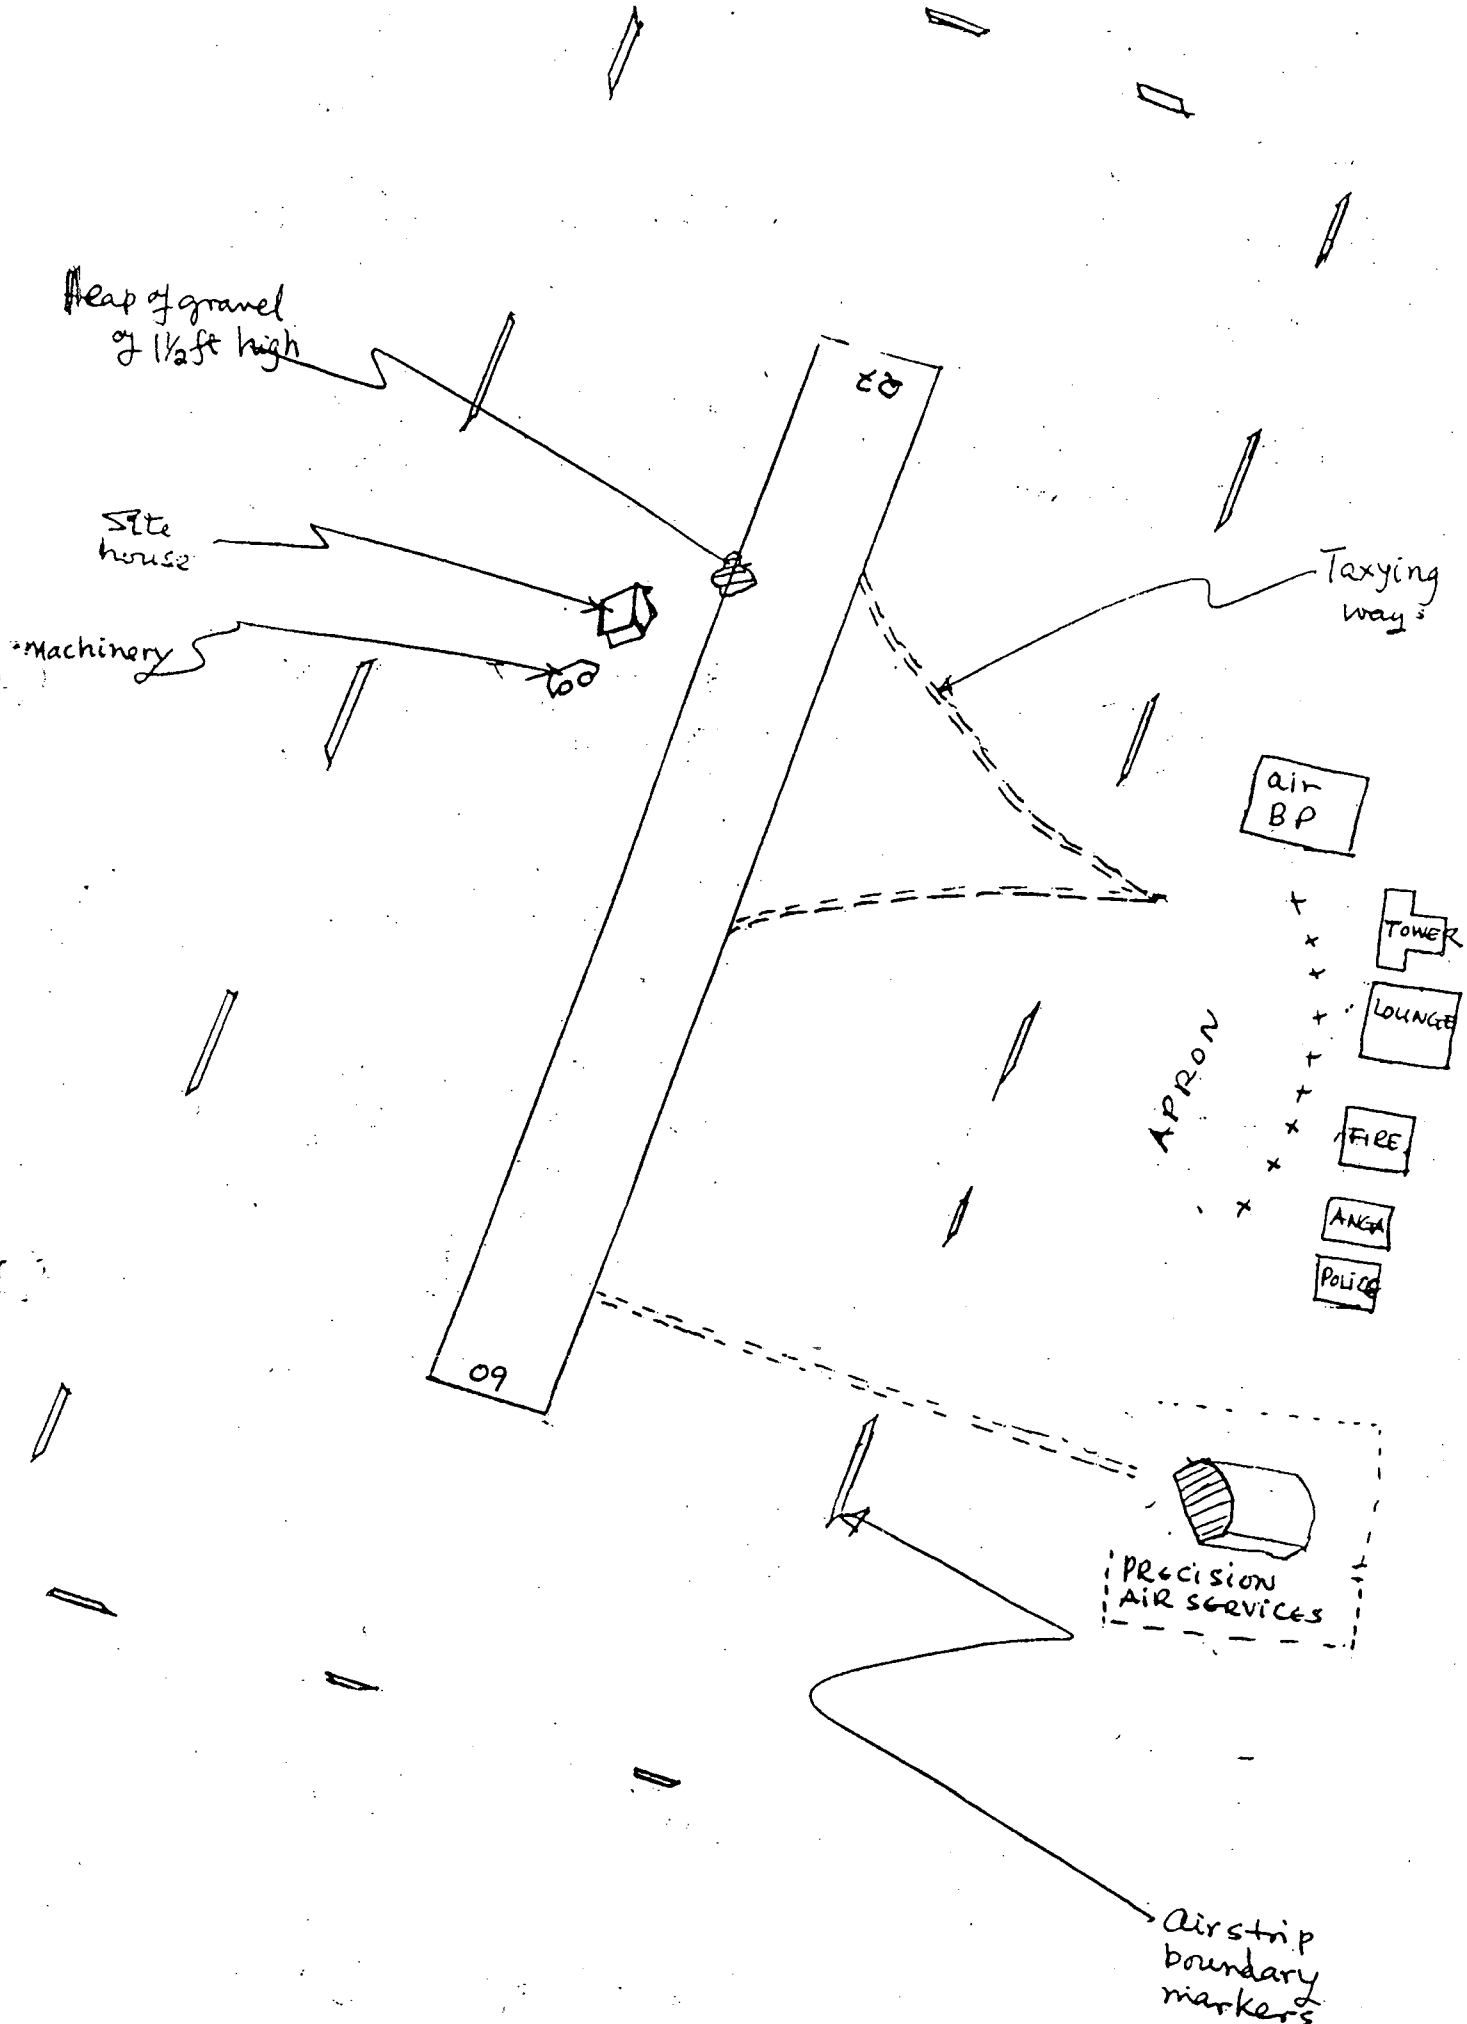 Heap of gravel
of 1½ft high
27
Site
house
machinery
Taxying
ways
air
BP
TOWER
LOUNGE
APRON
FIRE
ANGA
POLICE
09
PRECISION
AIR SERVICES
airstrip
boundary
markers